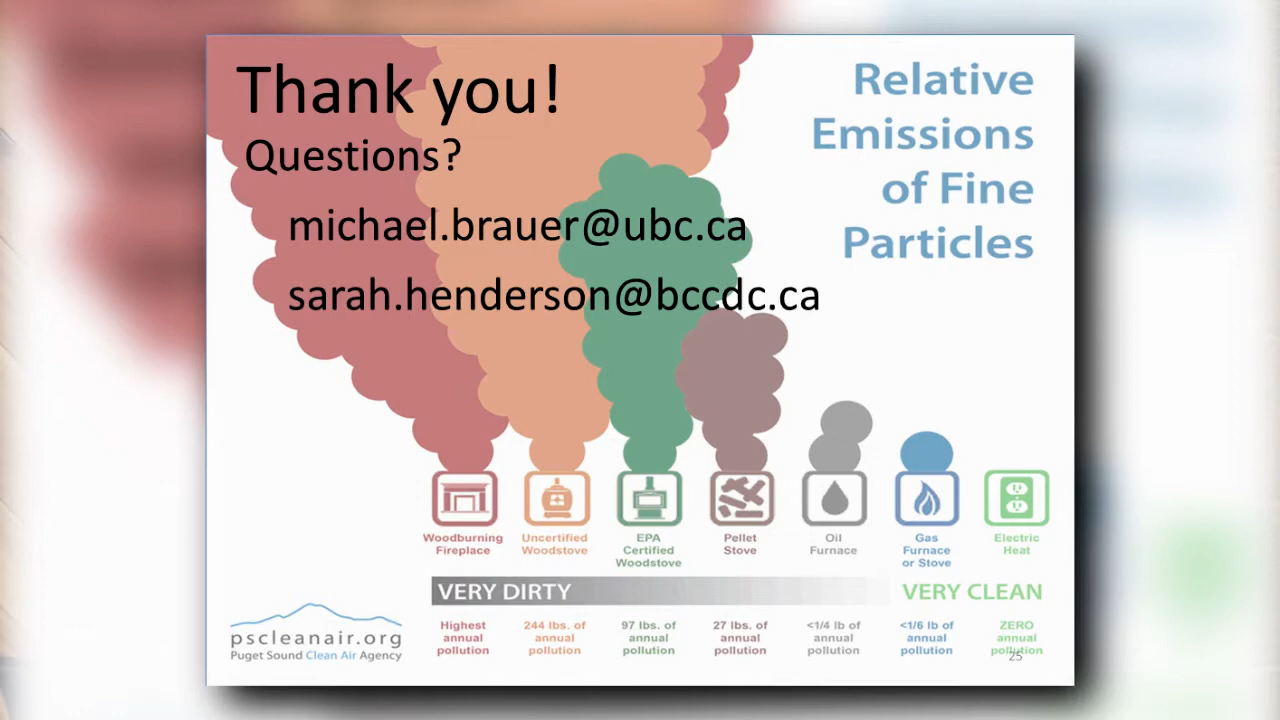 Thank you!
Questions?
michael.brauer@ubc.ca
sarah.henderson@bccdc.ca
Relative
Emissions
of Fine
Particles
Woodburning
Fireplace
Uncertified
Woodstove
EPA
Certified
Woodstove
Pellet
Stove
Oil
Furnace
Gas
Furnace
or Stove
Electric
Heat
VERY DIRTY
VERY CLEAN
Highest
annual
pollution
244 lbs. of
annual
pollution
97 lbs. of
annual
pollution
27 lbs. of
annual
pollution
<1/4 lb of
annual
pollution
<1/6 lb of
annual
pollution
ZERO
annual
pollution
pscleanair.org
Puget Sound Clean Air Agency
25